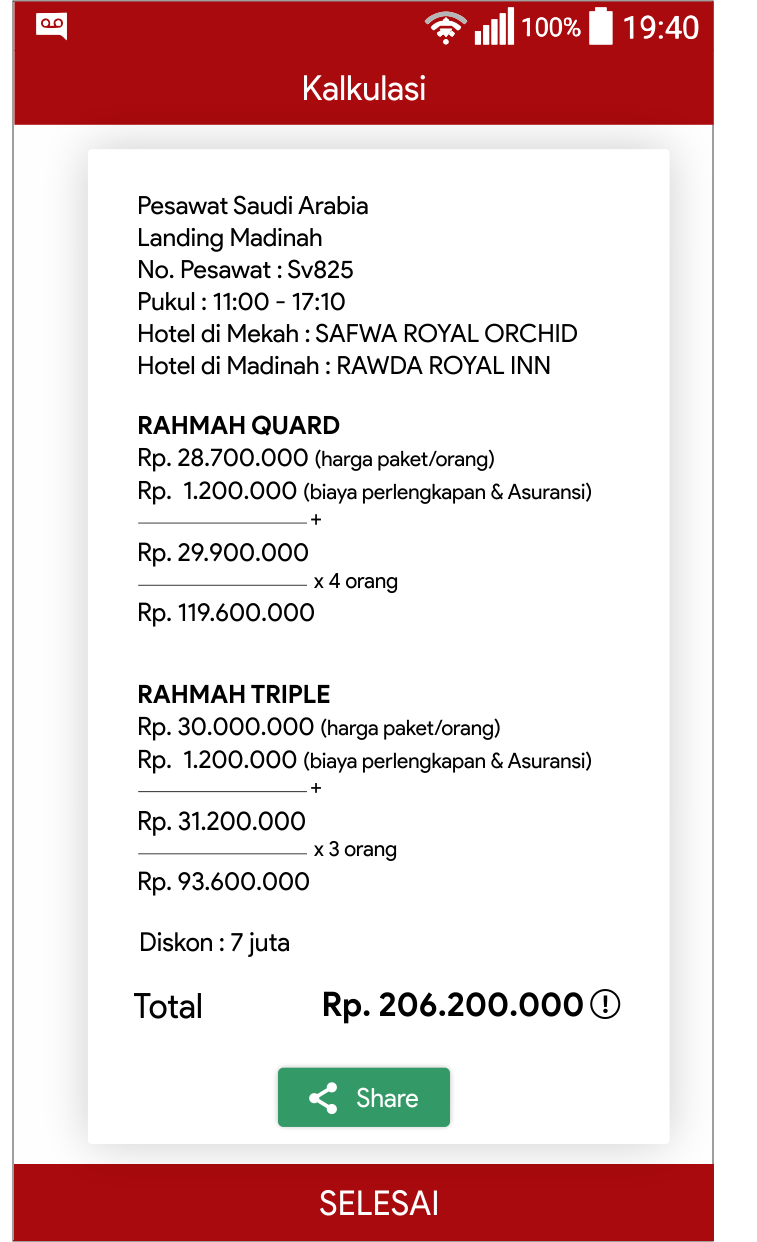 100% 19:40
Kalkulasi
Pesawat Saudi Arabia
Landing Madinah
No. Pesawat : Sv825
Pukul : 11:00 - 17:10
Hotel di Mekah : SAFWA ROYAL ORCHID
Hotel di Madinah : RAWDA ROYAL INN
RAHMAH QUARD
Rp. 28.700.000 (harga paket/orang)
Rp. 1.200.000 (biaya perlengkapan & Asuransi)
+
Rp. 29.900.000
x 4 orang
Rp. 119.600.000
RAHMAH TRIPLE
Rp. 30.000.000 (harga paket/orang)
Rp. 1.200.000 (biaya perlengkapan & Asuransi)
+
Rp. 31.200.000
x 3 orang
Rp. 93.600.000
Diskon : 7 juta
Total Rp. 206.200.000
Share
SELESAI